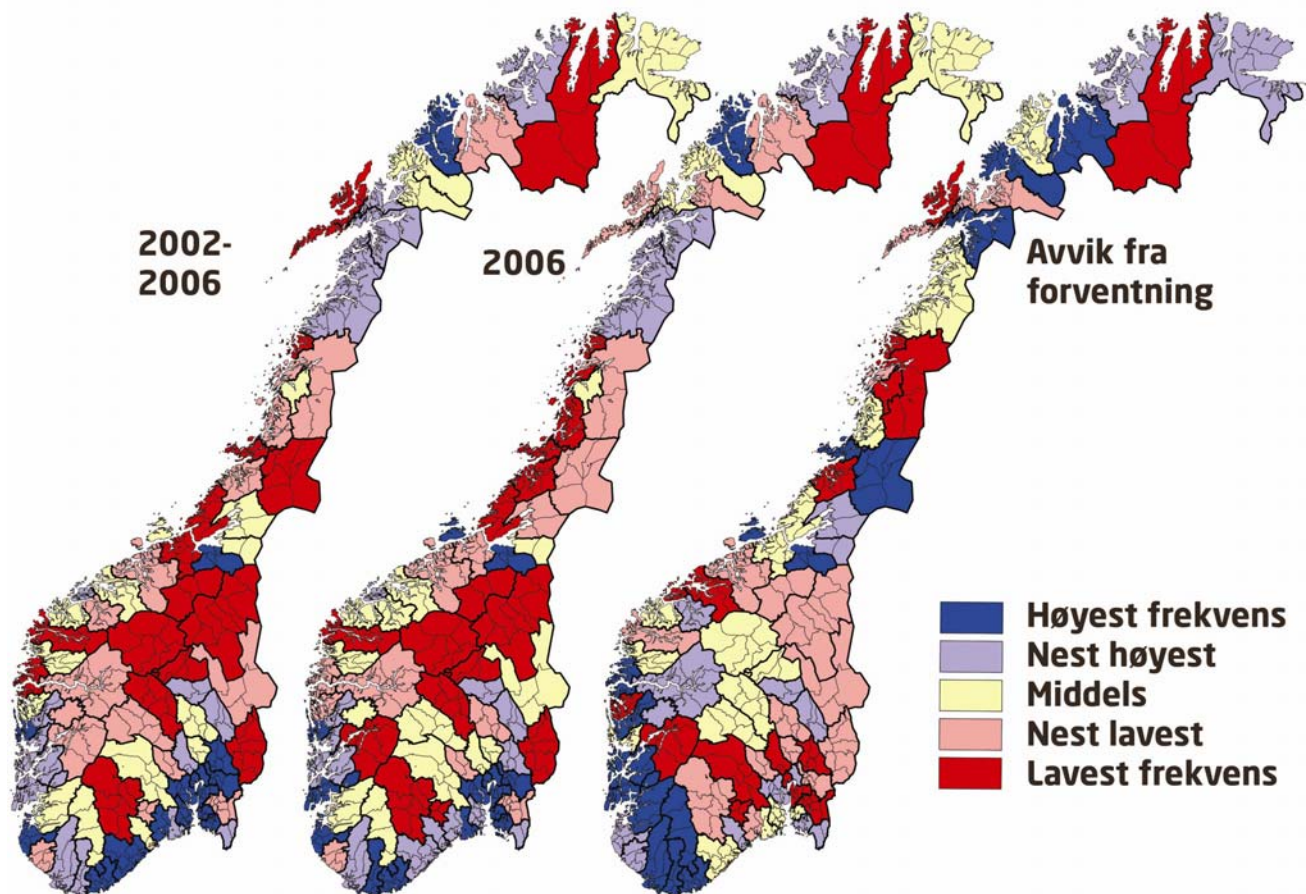 2002-
2006
2006
Avvik fra
forventning
Høyest frekvens
Nest høyest
Middels
Nest lavest
Lavest frekvens